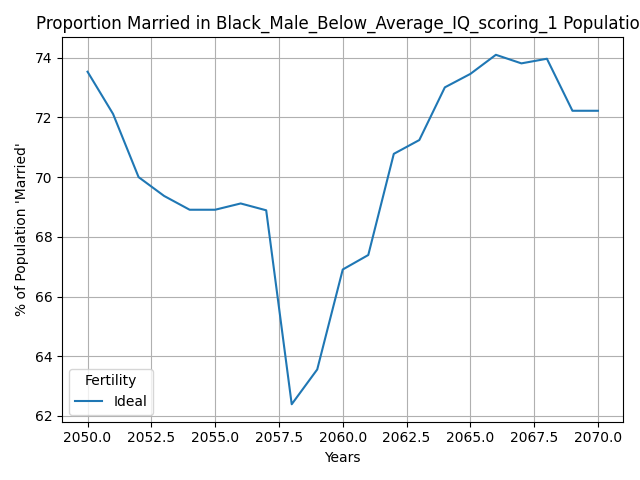 Proportion Married in Black_Male_Below_Average_IQ_scoring_1 Populatio
% of Population 'Married'
74
72
70
68
66
64
62
Fertility
Ideal
2050.0 2052.5 2055.0 2057.5 2060.0 2062.5 2065.0 2067.5 2070.0
Years